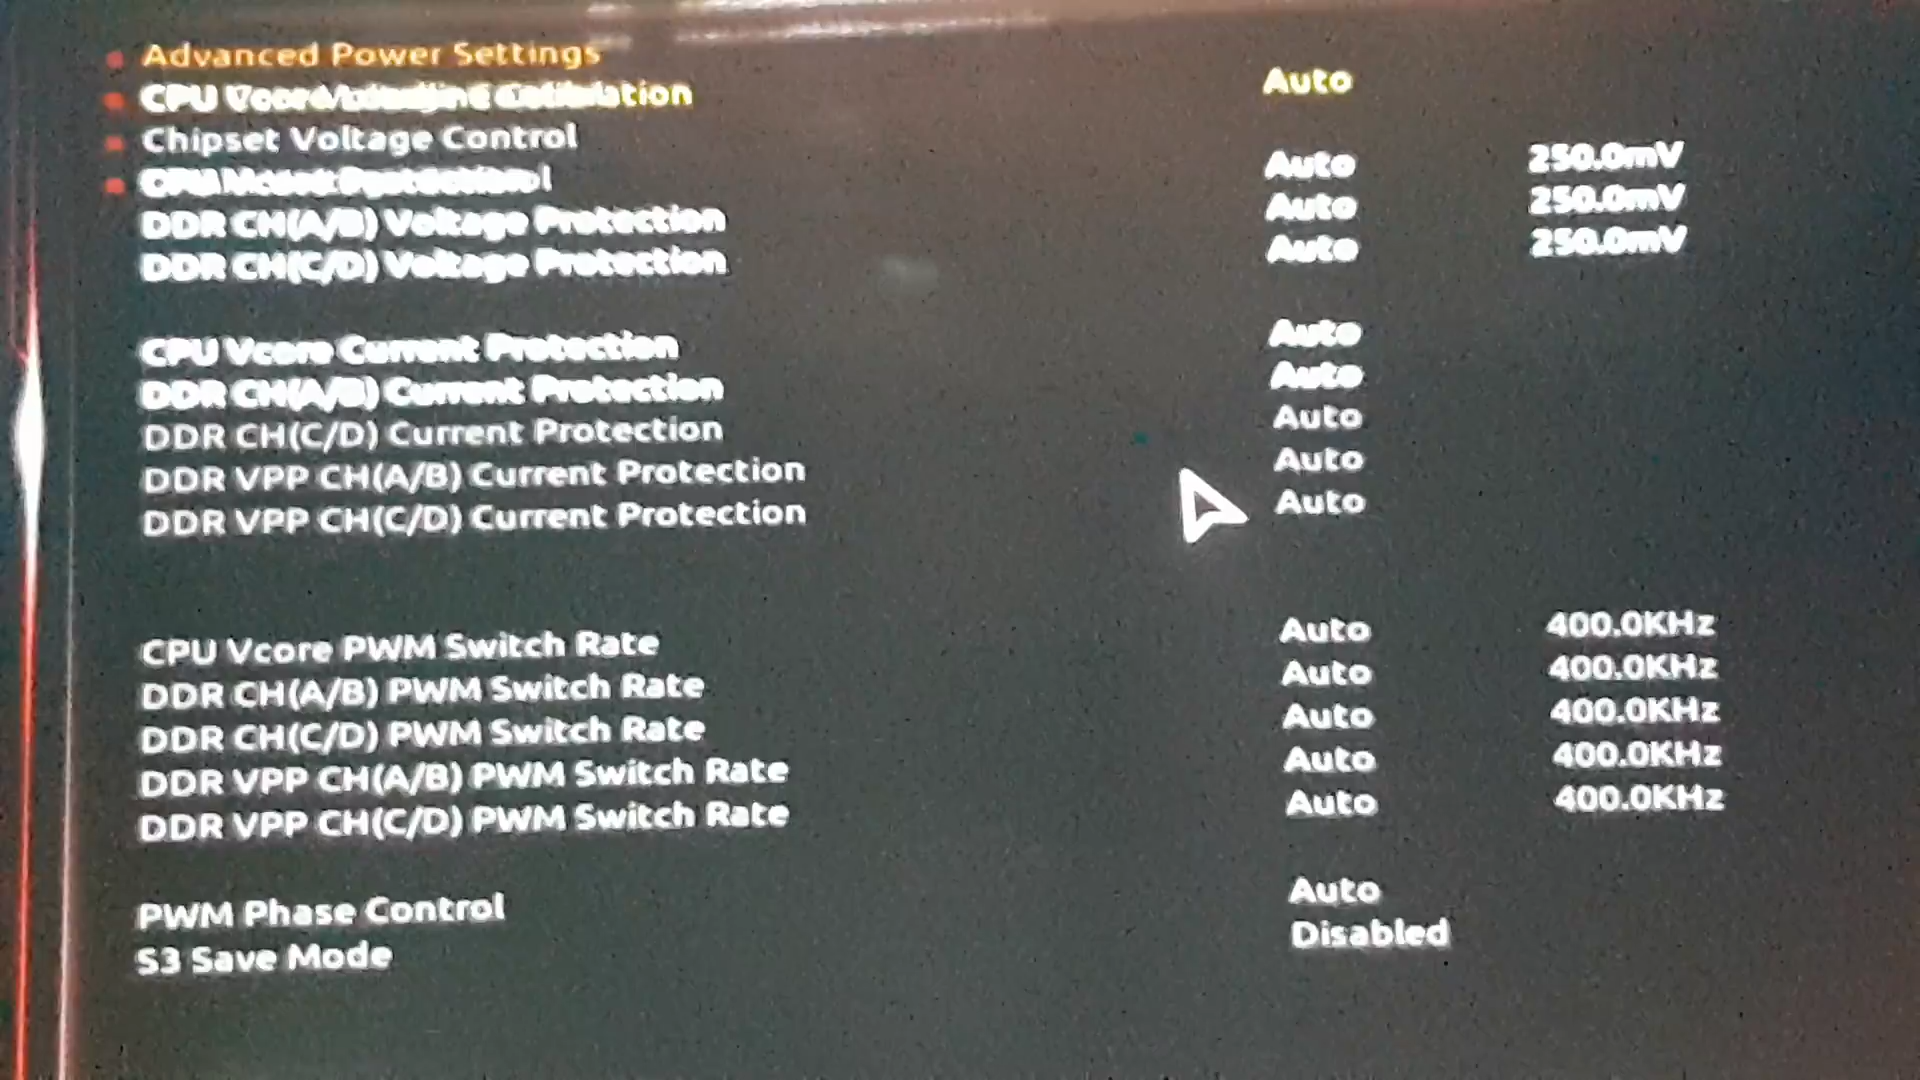 Advanced Power Settings
CPU Vcore Auto
Chipset Voltage Control
CPU Protection Auto 250.0mV
DDR CH(A/B) Voltage Protection Auto 250.0mV
DDR CH(C/D) Voltage Protection Auto 250.0mV
CPU Vcore Current Protection Auto
DDR CH(A/B) Current Protection Auto
DDR CH(C/D) Current Protection Auto
DDR VPP CH(A/B) Current Protection Auto
DDR VPP CH(C/D) Current Protection Auto
CPU Vcore PWM Switch Rate Auto 400.0KHz
DDR CH(A/B) PWM Switch Rate Auto 400.0KHz
DDR CH(C/D) PWM Switch Rate Auto 400.0KHz
DDR VPP CH(A/B) PWM Switch Rate Auto 400.0KHz
DDR VPP CH(C/D) PWM Switch Rate Auto 400.0KHz
PWM Phase Control Auto
S3 Save Mode Disabled